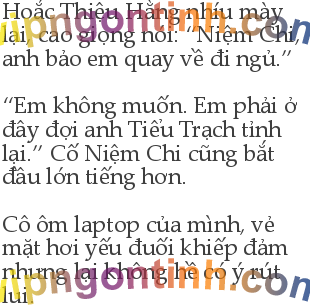 Hoắc Thiệu Hằng nhíu mày
lại, cao giọng nói: “Niệm Chi,
anh bảo em quay về đi ngủ.”
“Em không muốn. Em phải ở
đây đợi anh Tiểu Trạch tỉnh
lại.” Cố Niệm Chi cũng bắt
đầu lớn tiếng hơn.
Cô ôm laptop của mình, vẻ
mặt hơi yếu đuối khiếp đảm
nhưng lại không hề có ý rút
lui.